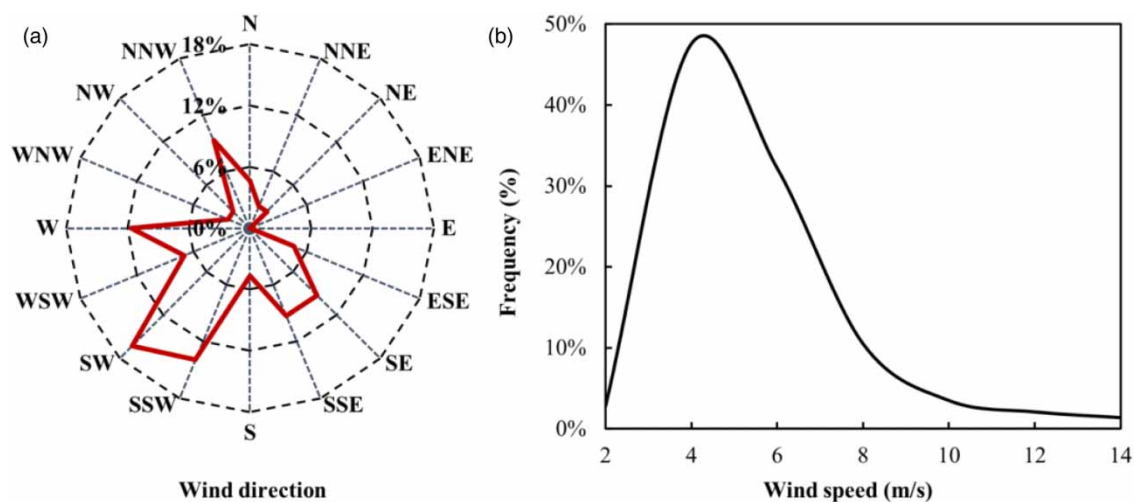 (a)
N
NNW
18%
NNE
NW
12%
NE
WNW
6%
ENE
W
0%
E
WSW
ESE
SW
SE
SSW
SSE
S
Wind direction
(b)
50%
40%
30%
20%
10%
0%
Frequency (%)
2 4 6 8 10 12 14
Wind speed (m/s)